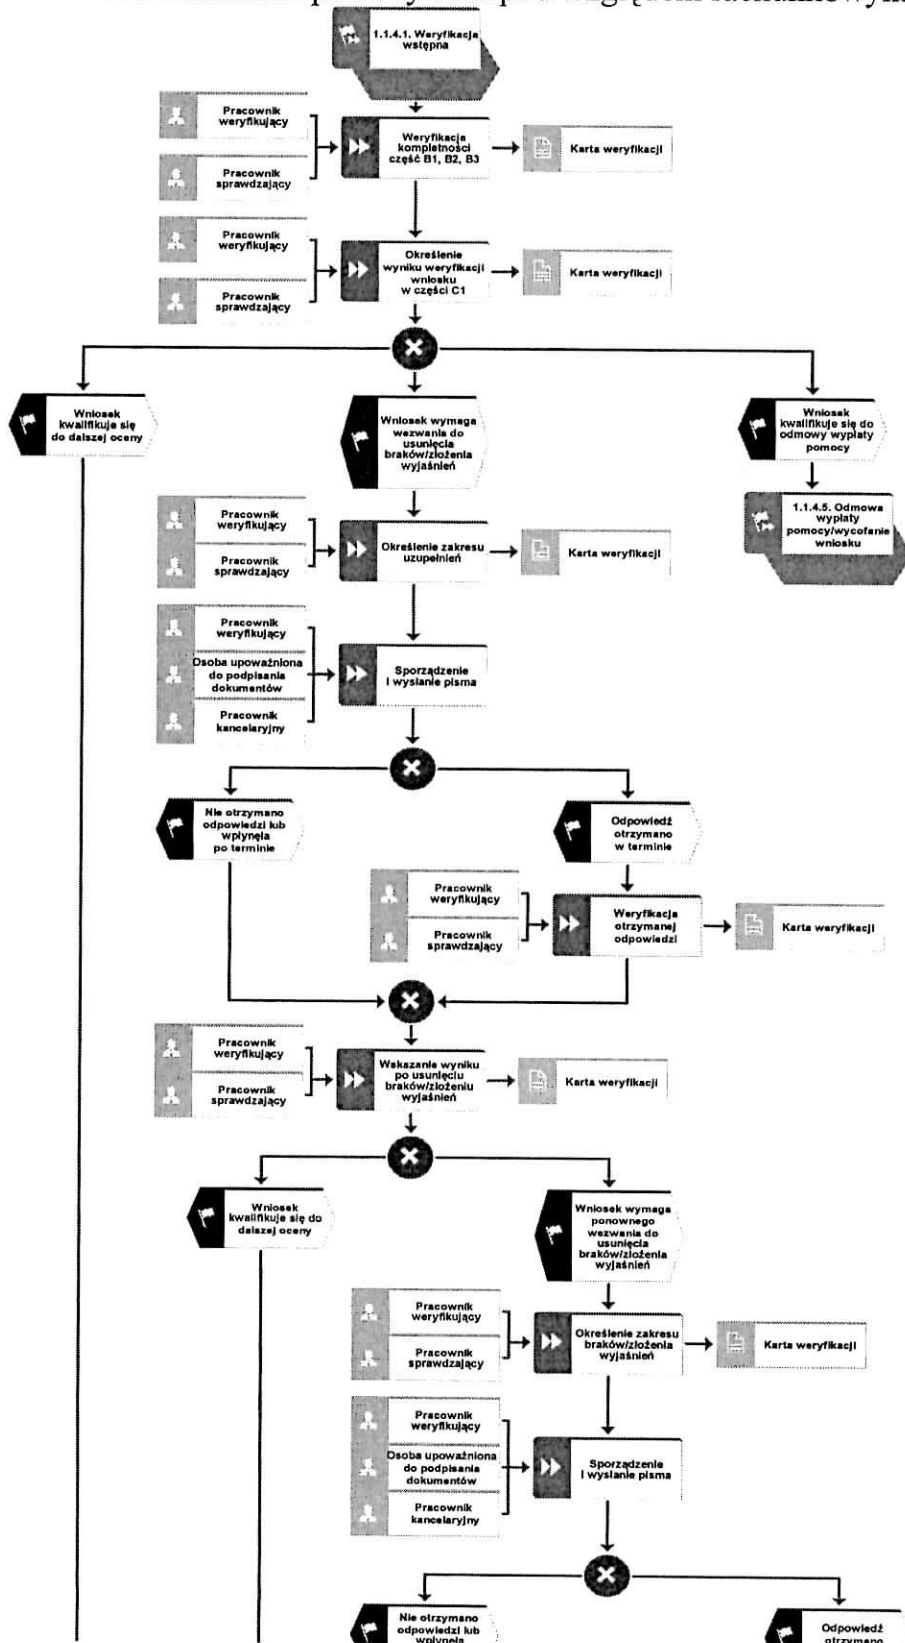 pod względem rachunkowym
1.1.4.1. Weryfikacja
wstępna
Pracownik
weryfikujący
Pracownik
sprawdzający
Weryfikacja
kompletności
część B1, B2, B3
Karta weryfikacji
Pracownik
weryfikujący
Pracownik
sprawdzający
Określenie
wyniku weryfikacji
wniosku
w części C1
Karta weryfikacji
Wniosek
kwalifikuje się
do dalszej oceny
Wniosek wymaga
wezwania do
usunięcia
braków/złożenia
wyjaśnień
Wniosek
kwalifikuje się do
odmowy wypłaty
pomocy
1.1.4.5. Odmowa
wypłaty
pomocy/wycofanie
wniosku
Pracownik
weryfikujący
Pracownik
sprawdzający
Określenie zakresu
uzupełnień
Karta weryfikacji
Pracownik
weryfikujący
Osoba upoważniona
do podpisania
dokumentów
Pracownik
kancelaryjny
Sporządzenie
i wysłanie pisma
Nie otrzymano
odpowiedzi lub
wpłynęła
po terminie
Odpowiedź
otrzymano
w terminie
Pracownik
weryfikujący
Pracownik
sprawdzający
Weryfikacja
otrzymanej
odpowiedzi
Karta weryfikacji
Pracownik
weryfikujący
Pracownik
sprawdzający
Wskazanie wyniku
po usunięciu
braków/złożeniu
wyjaśnień
Karta weryfikacji
Wniosek
kwalifikuje się do
dalszej oceny
Wniosek wymaga
ponownego
wezwania do
usunięcia
braków/złożenia
wyjaśnień
Pracownik
weryfikujący
Pracownik
sprawdzający
Określenie zakresu
braków/złożenia
wyjaśnień
Karta weryfikacji
Pracownik
weryfikujący
Osoba upoważniona
do podpisania
dokumentów
Pracownik
kancelaryjny
Sporządzenie
i wysłanie pisma
Nie otrzymano
odpowiedzi lub
wpłynęła
Odpowiedź
otrzymano